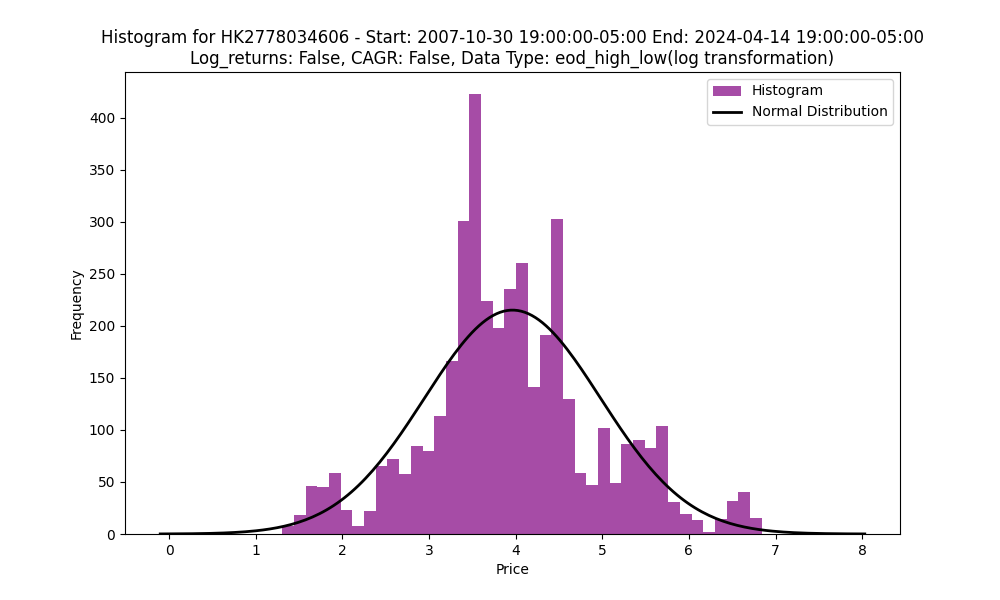 Histogram for HK2778034606 - Start: 2007-10-30 19:00:00-05:00 End: 2024-04-14 19:00:00-05:00
Log_returns: False, CAGR: False, Data Type: eod_high_low(log transformation)
Histogram
Normal Distribution
400
350
300
250
200
150
100
50
0
Frequency
0 1 2 3 4 5 6 7 8
Price